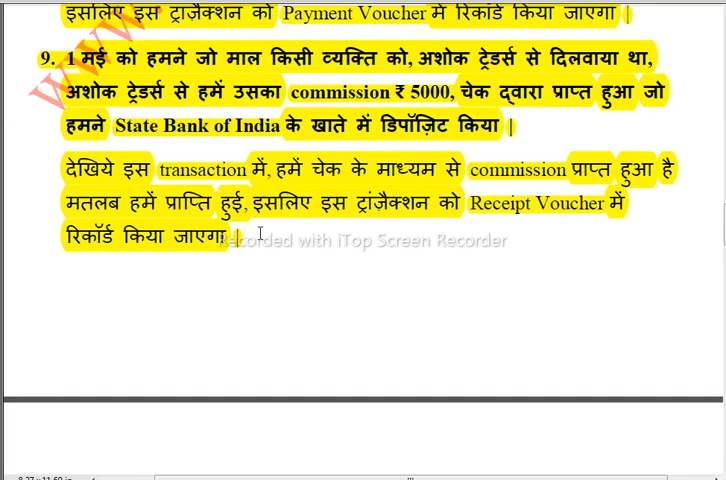 इसलिए इस ट्राज़ैक्शन को Payment Voucher में रिकॉर्ड किया जाएगा |
9. 1 मई को हमने जो माल किसी व्यक्ति को, अशोक ट्रेडर्स से दिलवाया था,
अशोक ट्रेडर्स से हमें उसका commission ₹ 5000, चेक द्वारा प्राप्त हुआ जो
हमने State Bank of India के खाते में डिपॉज़िट किया |
देखिये इस transaction में, हमें चेक के माध्यम से commission प्राप्त हुआ है
मतलब हमें प्राप्ति हुई, इसलिए इस ट्रांज़ैक्शन को Receipt Voucher में
रिकॉर्ड किया जाएगा |
Recorded with iTop Screen Recorder
WWW.